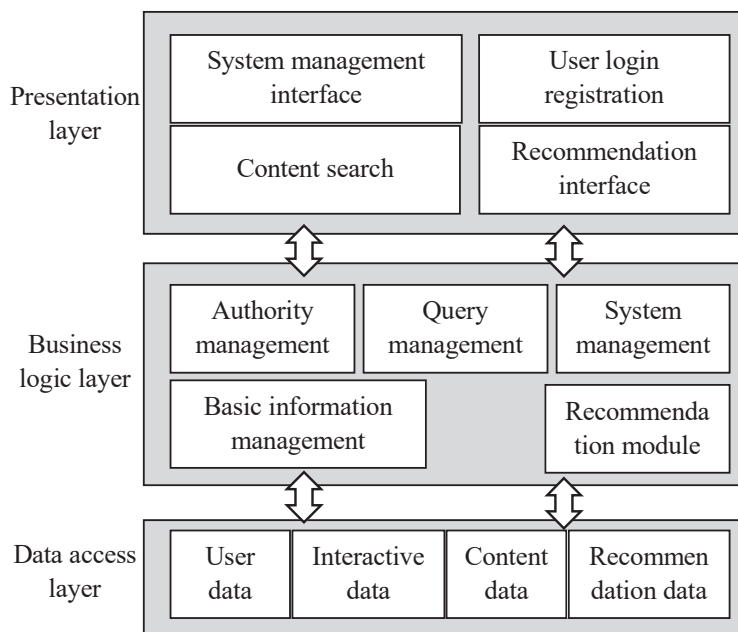 Presentation
layer
System management
interface
User login
registration
Content search
Recommendation
interface
Business
logic layer
Authority
management
Query
management
System
management
Basic information
management
Recommenda
tion module
Data access
layer
User
data
Interactive
data
Content
data
Recommen
dation data